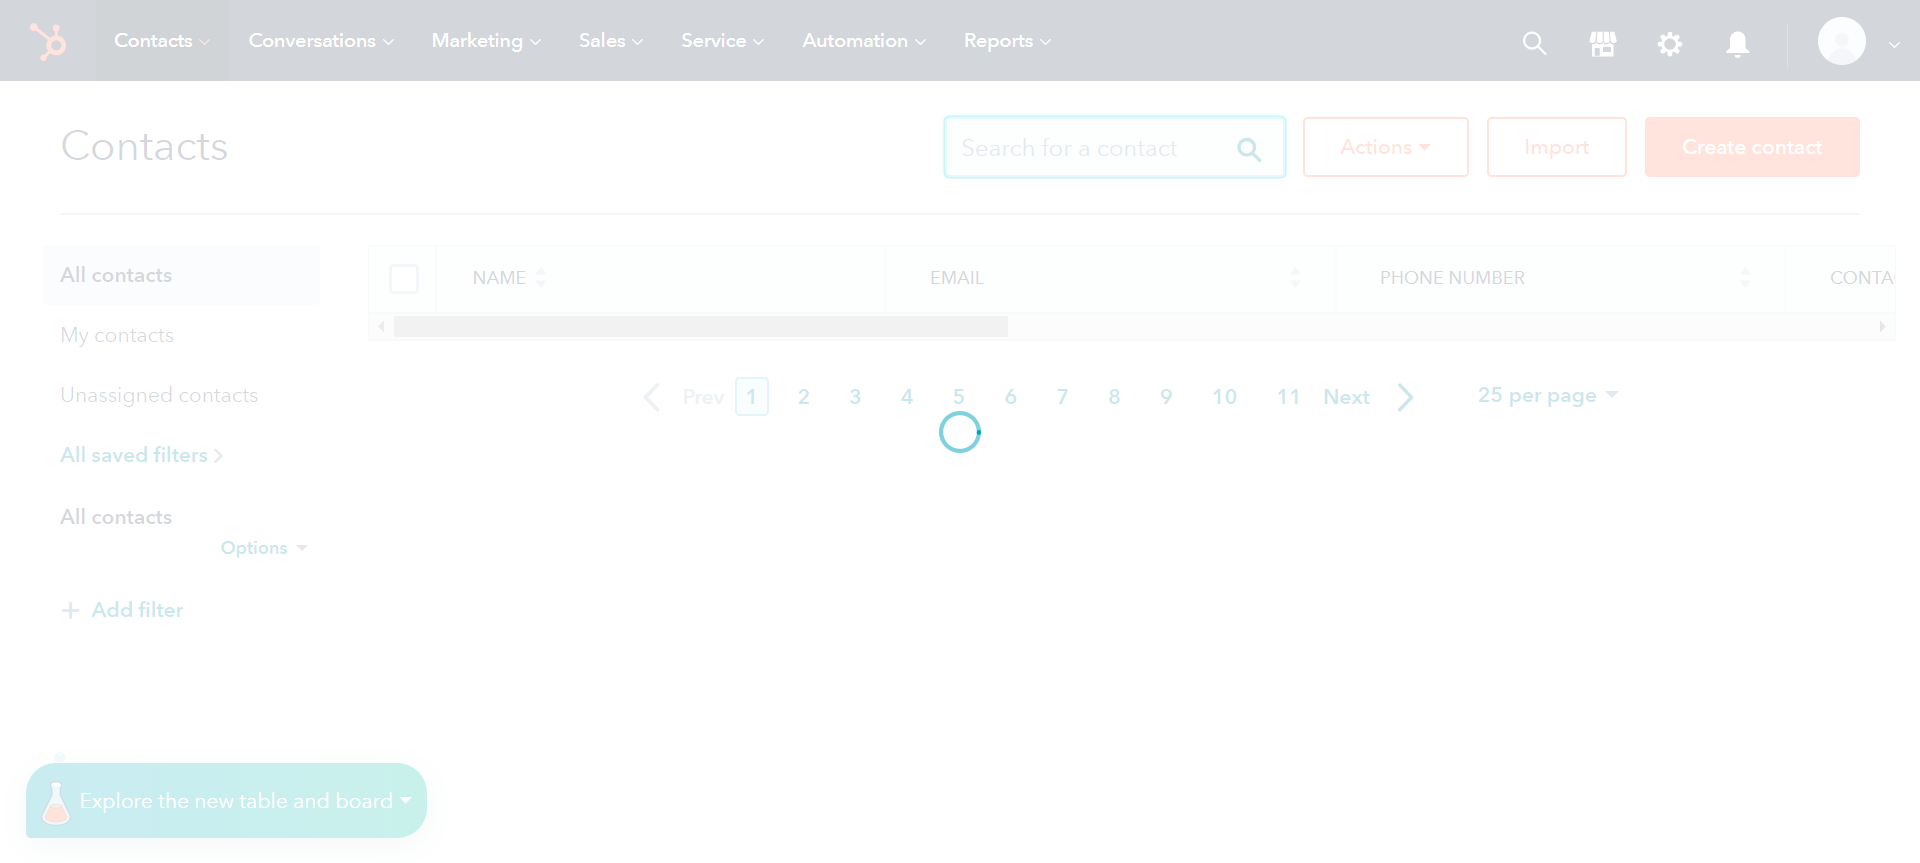 Contacts Conversations Marketing Sales Service Automation Reports
Contacts
Search for a contact
Actions
Import
Create contact
All contacts
My contacts
Unassigned contacts
All saved filters
All contacts
Options
+ Add filter
NAME EMAIL PHONE NUMBER CONTA
Prev 1 2 3 4 5 6 7 8 9 10 11 Next
25 per page
Explore the new table and board